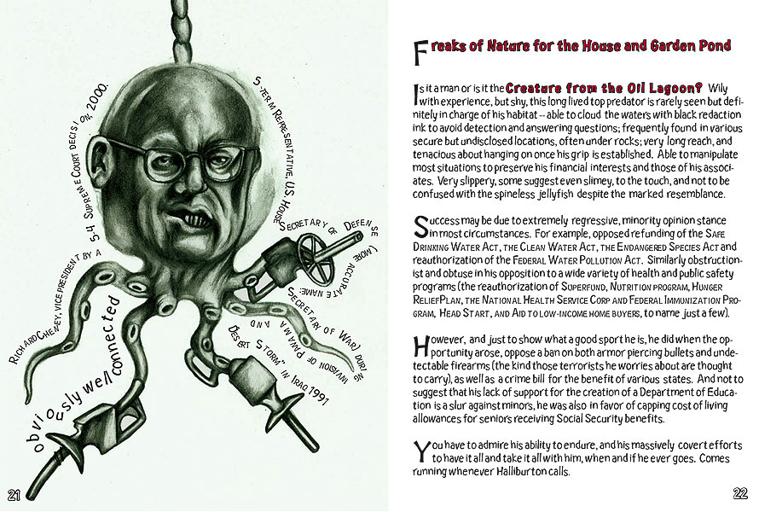 RICHARD CHENEY, VICE PRESIDENT BY A 5-4 SUPREME COURT DECISION, 2000.
5-TERM REPRESENTATIVE, U.S. HOUSE
SECRETARY OF DEFENSE (MORE ACCURATE NAME: SECRETARY OF WAR) DURING INVASION OF PANAMA AND "DESERT STORM" IN IRAQ 1991
obviously well connected
21
Freaks of Nature for the House and Garden Pond
Is it a man or is it the Creature from the Oil Lagoon? Wily
with experience, but shy, this long lived top predator is rarely seen but defi-
nitely in charge of his habitat -- able to cloud the waters with black redaction
ink to avoid detection and answering questions; frequently found in various
secure but undisclosed locations, often under rocks; very long reach, and
tenacious about hanging on once his grip is established. Able to manipulate
most situations to preserve his financial interests and those of his associ-
ates. Very slippery, some suggest even slimey, to the touch, and not to be
confused with the spineless jellyfish despite the marked resemblance.
Success may be due to extremely regressive, minority opinion stance
in most circumstances. For example, opposed refunding of the SAFE
DRINKING WATER ACT, THE CLEAN WATER ACT, THE ENDANGERED SPECIES ACT and
reauthorization of the FEDERAL WATER POLLUTION ACT. Similarly obstruction-
ist and obtuse in his opposition to a wide variety of health and public safety
programs (the reauthorization of SUPERFUND, NUTRITION PROGRAM, HUNGER
RELIEF PLAN, THE NATIONAL HEALTH SERVICE CORP AND FEDERAL IMMUNIZATION PRO-
GRAM, HEAD START, AND AID TO LOW-INCOME HOME BUYERS, to name just a few).
However, and just to show what a good sport he is, he did when the op-
portunity arose, oppose a ban on both armor piercing bullets and unde-
tectable firearms (the kind those terrorists he worries about are thought
to carry), as well as a crime bill for the benefit of various states. And not to
suggest that his lack of support for the creation of a Department of Educa-
tion is a slur against minors, he was also in favor of capping cost of living
allowances for seniors receiving Social Security benefits.
You have to admire his ability to endure, and his massively covert efforts
to have it all and take it all with him, when and if he ever goes. Comes
running whenever Halliburton calls.
22